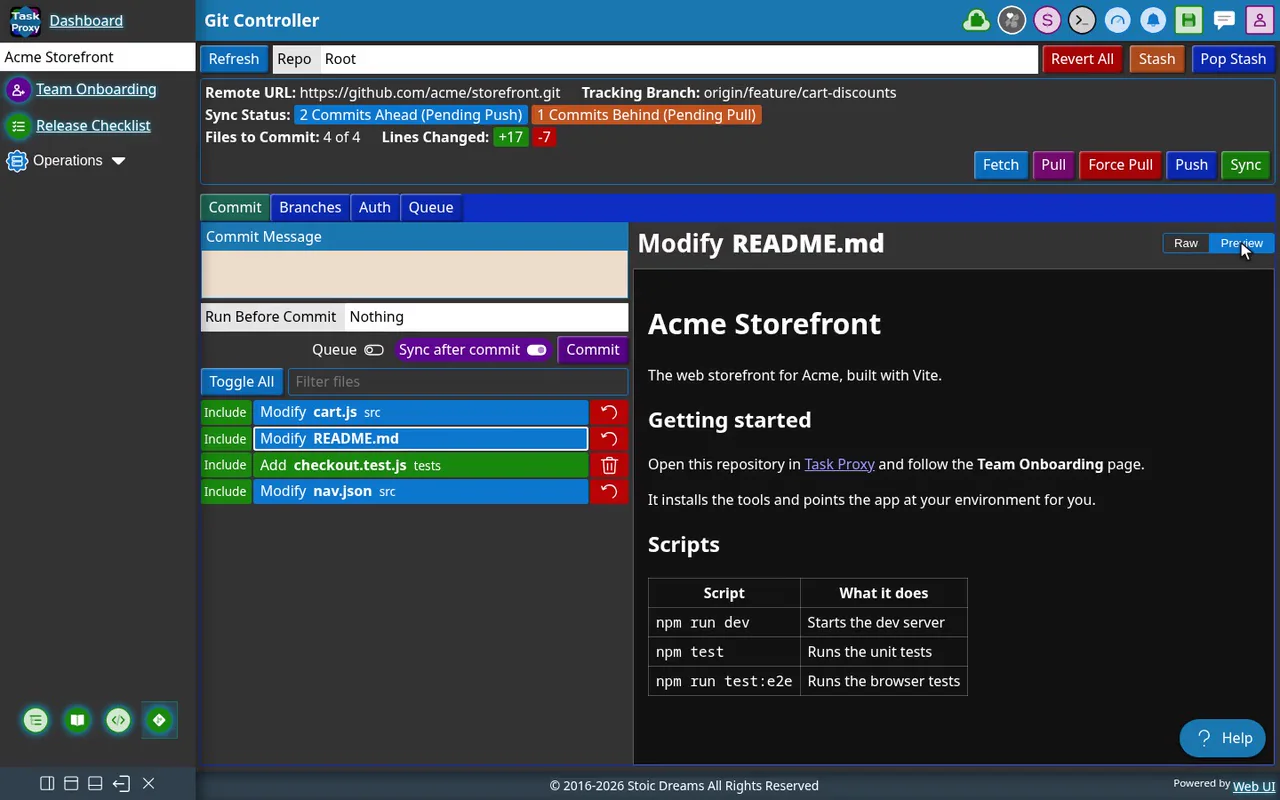 Task Proxy
Dashboard
Git Controller
S
Acme Storefront
Refresh
Repo
Root
Revert All
Stash
Pop Stash
Team Onboarding
Release Checklist
Operations
Remote URL: https://github.com/acme/storefront.git
Tracking Branch: origin/feature/cart-discounts
Sync Status: 2 Commits Ahead (Pending Push) 1 Commits Behind (Pending Pull)
Files to Commit: 4 of 4
Lines Changed: +17 -7
Fetch
Pull
Force Pull
Push
Sync
Commit
Branches
Auth
Queue
Commit Message
Run Before Commit
Nothing
Queue
Sync after commit
Commit
Toggle All
Filter files
Include Modify cart.js src
Include Modify README.md
Include Add checkout.test.js tests
Include Modify nav.json src
Modify README.md
Raw
Preview
Acme Storefront
The web storefront for Acme, built with Vite.
Getting started
Open this repository in Task Proxy and follow the Team Onboarding page.
It installs the tools and points the app at your environment for you.
Scripts
Script What it does
npm run dev Starts the dev server
npm test Runs the unit tests
npm run test:e2e Runs the browser tests
? Help
© 2016-2026 Stoic Dreams All Rights Reserved
Powered by Web UI